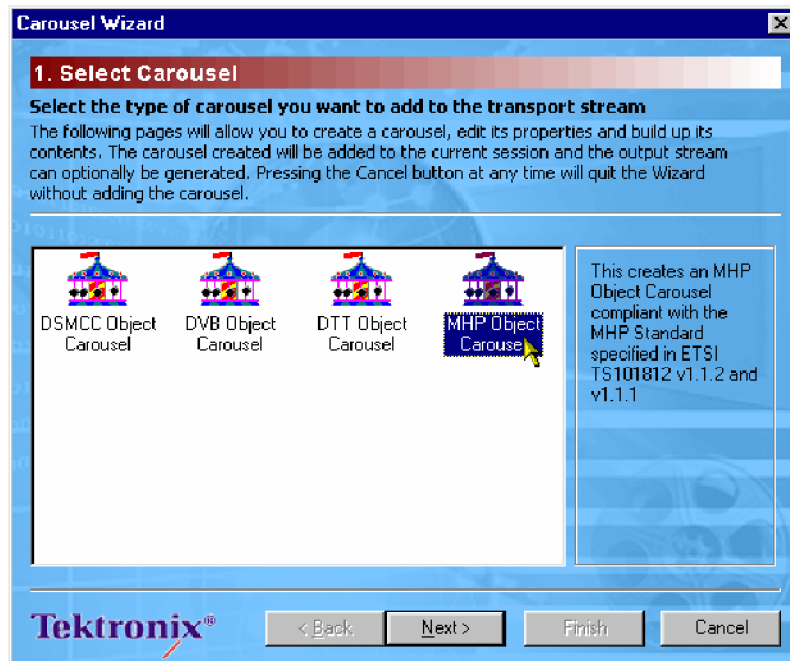 Carousel Wizard
1. Select Carousel
Select the type of carousel you want to add to the transport stream
The following pages will allow you to create a carousel, edit its properties and build up its
contents. The carousel created will be added to the current session and the output stream
can optionally be generated. Pressing the Cancel button at any time will quit the Wizard
without adding the carousel.
DSMCC Object
Carousel
DVB Object
Carousel
DTT Object
Carousel
MHP Object
Carousel
This creates an MHP
Object Carousel
compliant with the
MHP Standard
specified in ETSI
TS101812 v1.1.2 and
v1.1.1
Tektronix®
< Back
Next >
Finish
Cancel